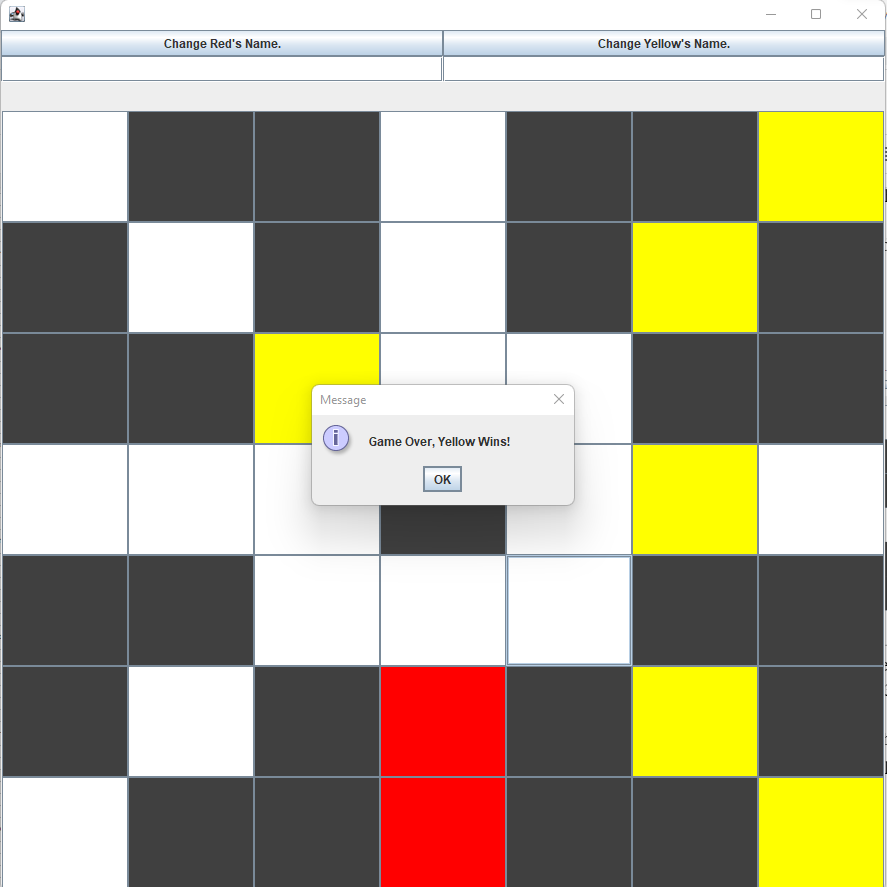 Change Red's Name.
Change Yellow's Name.
Message
Game Over, Yellow Wins!
OK